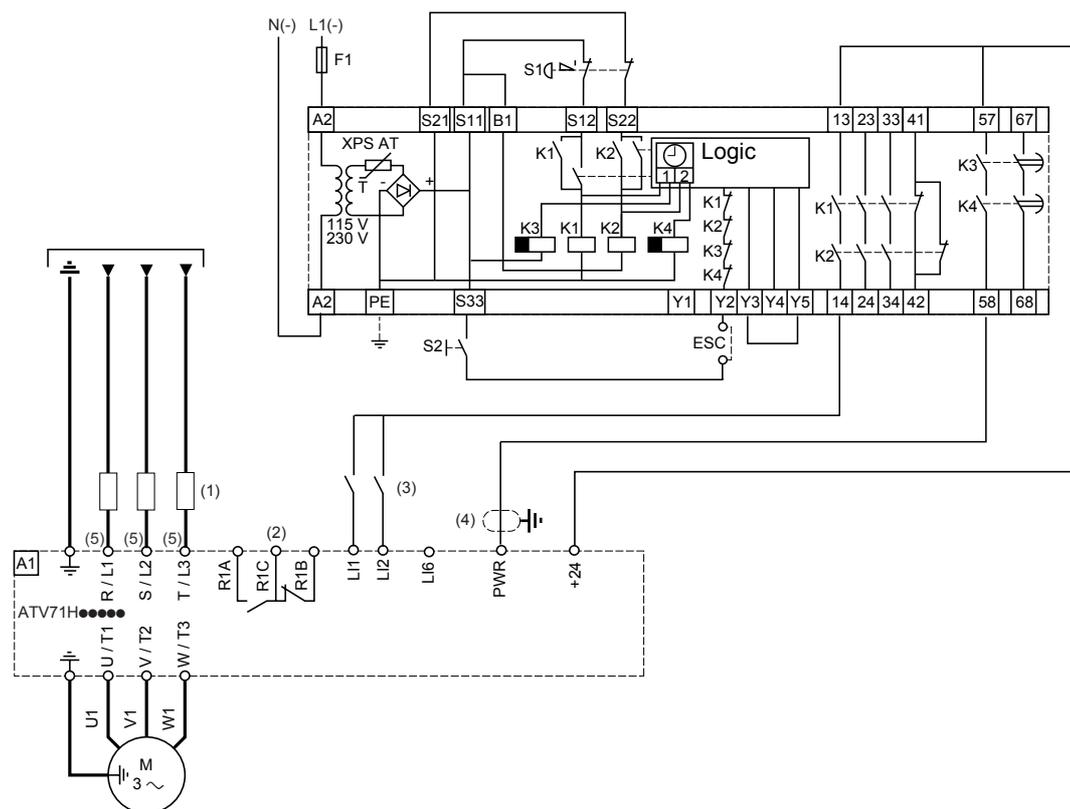 N(-) L1(-)
F1
S1
A2 S21 S11 B1 S12 S22 13 23 33 41 57 67
XPS AT
T
-
+
115 V
230 V
K1 K2
Logic
1 2
K3 K1 K2 K4
K1
K2
K3
K4
K1
K2
K3
K4
A2 PE S33 Y1 Y2 Y3 Y4 Y5 14 24 34 42 58 68
S2
ESC
(1)
(3)
(4)
(5) (5) (5)
(2)
A1
R / L1 S / L2 T / L3
R1A R1C R1B
LI1 LI2 LI6 PWR +24
ATV71H●●●●●
U / T1 V / T2 W / T3
U1 V1 W1
M
3 ~